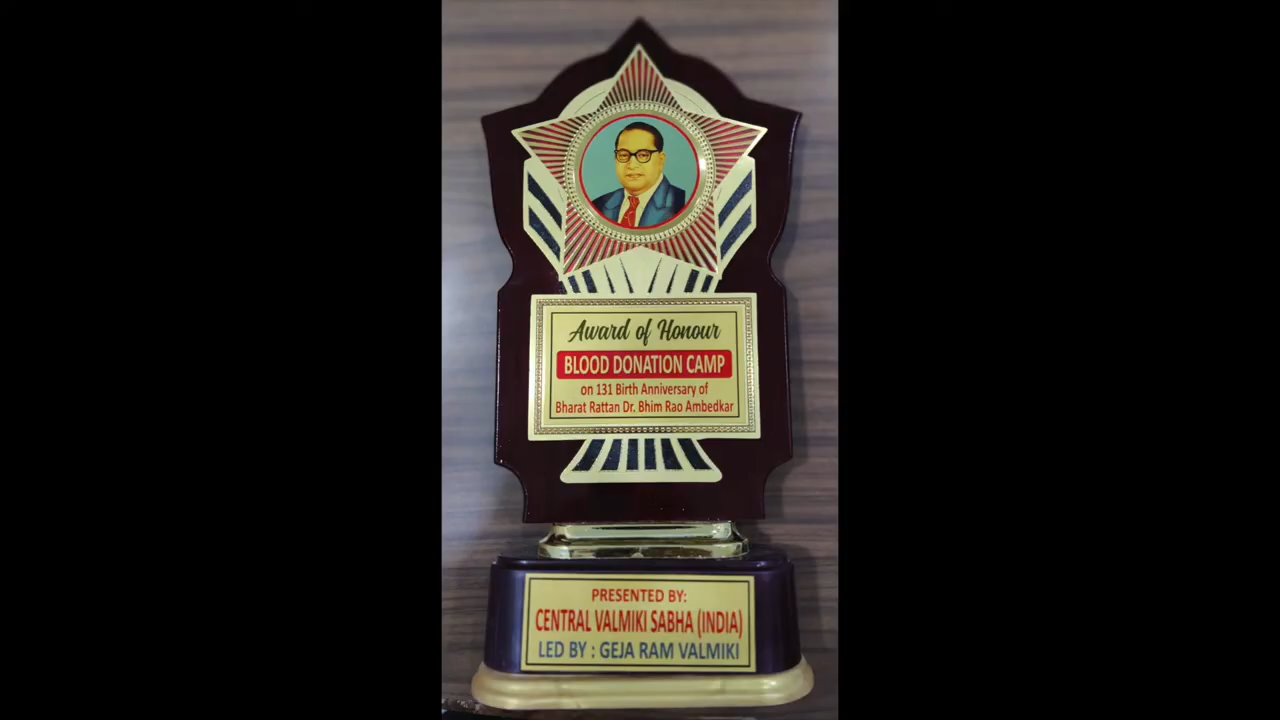 Award of Honour
BLOOD DONATION CAMP
on 131 Birth Anniversary of
Bharat Rattan Dr. Bhim Rao Ambedkar
PRESENTED BY:
CENTRAL VALMIKI SABHA (INDIA)
LED BY : GEJA RAM VALMIKI